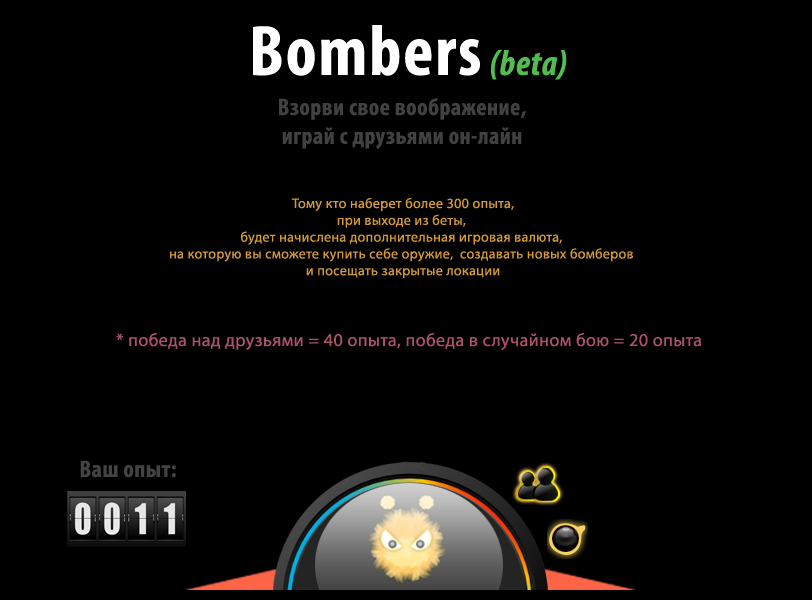 Bombers (beta)
Взорви свое воображение,
играй с друзьями он-лайн
Тому кто наберет более 300 опыта,
при выходе из беты,
будет начислена дополнительная игровая валюта,
на которую вы сможете купить себе оружие, создавать новых бомберов
и посещать закрытые локации
* победа над друзьями = 40 опыта, победа в случайном бою = 20 опыта
Ваш опыт:
0011